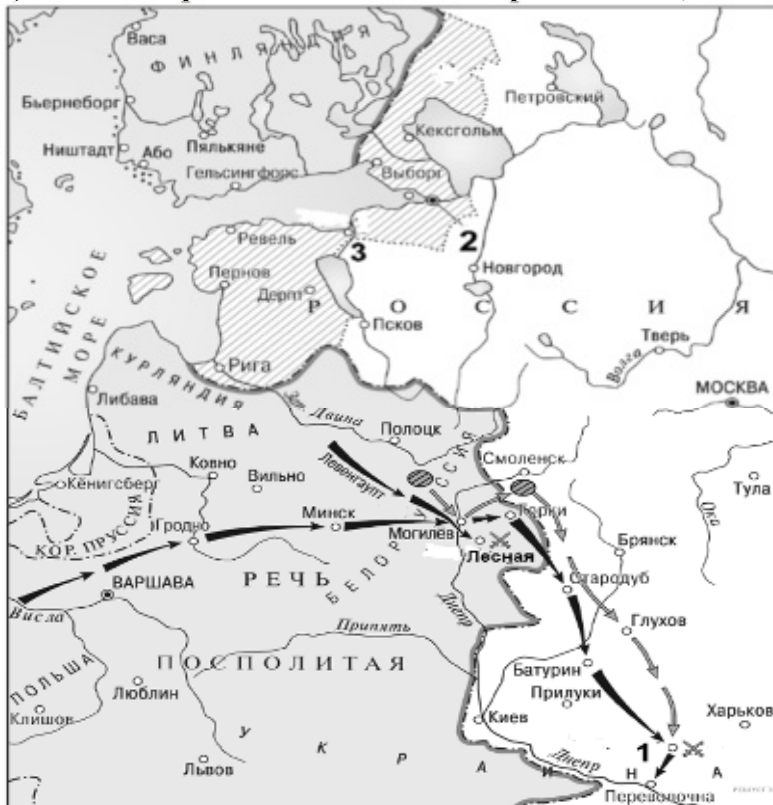 Васа
ФИНЛЯНДИЯ
Бьернеборг
Петровский
Пялькяне
Кексгольм
Ништадт
Або
Гельсингфорс
Выборг
2
Ревель
3
Новгород
Пернов
Дерпт
РОССИЯ
Псков
БАЛТИЙСКОЕ МОРЕ
Тверь
Рига
Волга
КУРЛЯНДИЯ
МОСКВА
Либава
Зап. Двина
Полоцк
ЛИТВА
Смоленск
Левенгаупт
Ковно
Вильно
Кёнигсберг
Тула
Ока
Минск
Горки
КОР. ПРУССИЯ
Гродно
Могилёв
Брянск
Лесная
БЕЛОРУССИЯ
ВАРШАВА
РЕЧЬ
Стародуб
Висла
Днепр
Глухов
Припять
ПОСПОЛИТАЯ
ПОЛЬША
Батурин
Люблин
Прилуки
Клишов
Харьков
Киев
1
УКРАИНА
Днепр
Львов
Переволочна